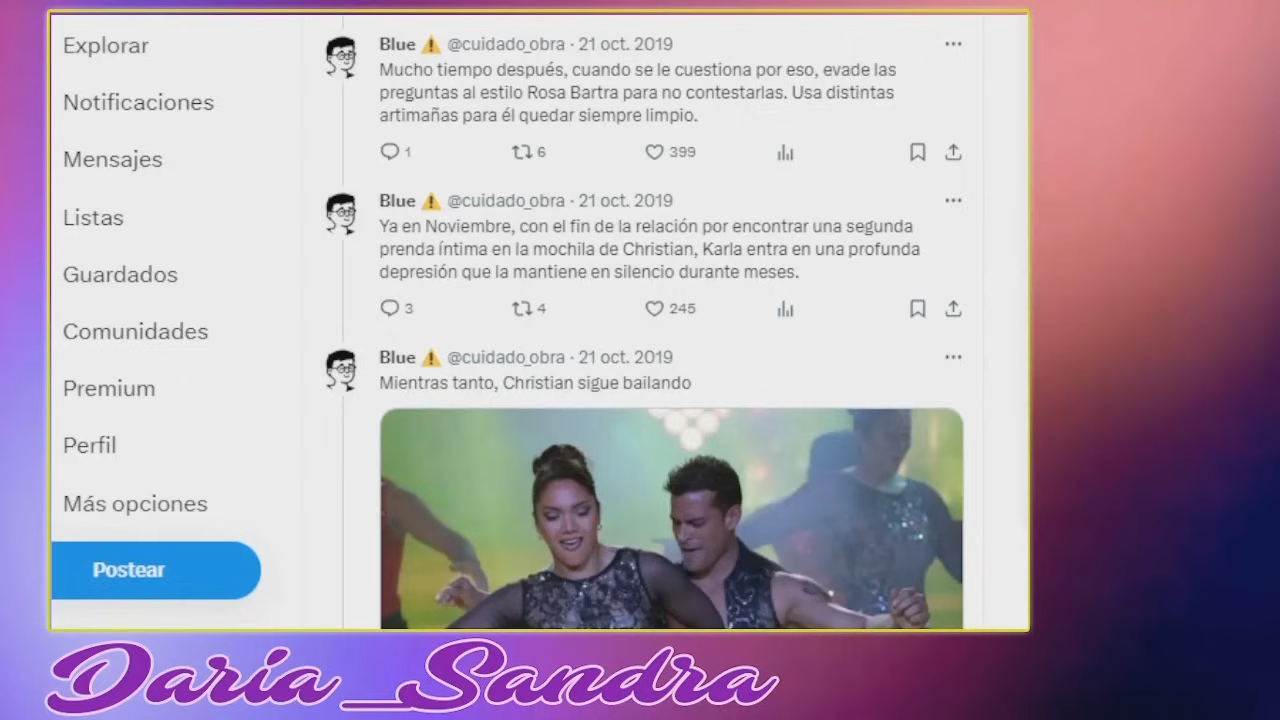 Explorar
Notificaciones
Mensajes
Listas
Guardados
Comunidades
Premium
Perfil
Más opciones
Postear
Blue ⚠️ @cuidado_obra · 21 oct. 2019
Mucho tiempo después, cuando se le cuestiona por eso, evade las
preguntas al estilo Rosa Bartra para no contestarlas. Usa distintas
artimañas para él quedar siempre limpio.
1 6 399
Blue ⚠️ @cuidado_obra · 21 oct. 2019
Ya en Noviembre, con el fin de la relación por encontrar una segunda
prenda íntima en la mochila de Christian, Karla entra en una profunda
depresión que la mantiene en silencio durante meses.
3 4 245
Blue ⚠️ @cuidado_obra · 21 oct. 2019
Mientras tanto, Christian sigue bailando
Daria_Sandra